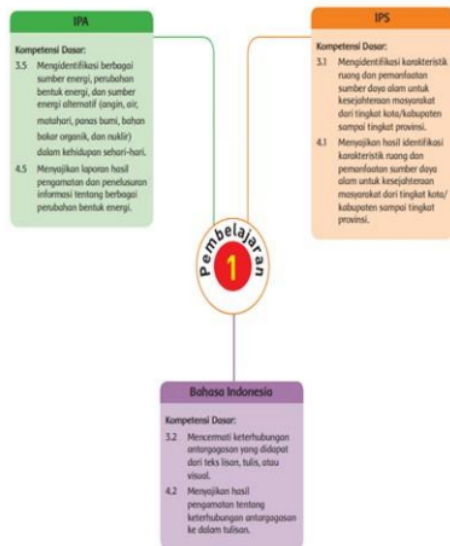 IPA
Kompetensi Dasar:
3.5 Mengidentifikasi berbagai
sumber energi, perubahan
bentuk energi, dan sumber
energi alternatif (angin, air,
matahari, panas bumi, bahan
bakar organik, dan nuklir)
dalam kehidupan sehari-hari.
4.5 Menyajikan laporan hasil
pengamatan dan penelusuran
informasi tentang berbagai
perubahan bentuk energi.
IPS
Kompetensi Dasar:
3.1 Mengidentifikasi karakteristik
ruang dan pemanfaatan
sumber daya alam untuk
kesejahteraan masyarakat
dari tingkat kota/kabupaten
sampai tingkat provinsi.
4.1 Menyajikan hasil identifikasi
karakteristik ruang dan
pemanfaatan sumber daya
alam untuk kesejahteraan
masyarakat dari tingkat kota/
kabupaten sampai tingkat
provinsi.
Pembelajaran
1
Bahasa Indonesia
Kompetensi Dasar:
3.2 Mencermati keterhubungan
antargagasan yang didapat
dari teks lisan, tulis, atau
visual.
4.2 Menyajikan hasil
pengamatan tentang
keterhubungan antargagasan
ke dalam tulisan.